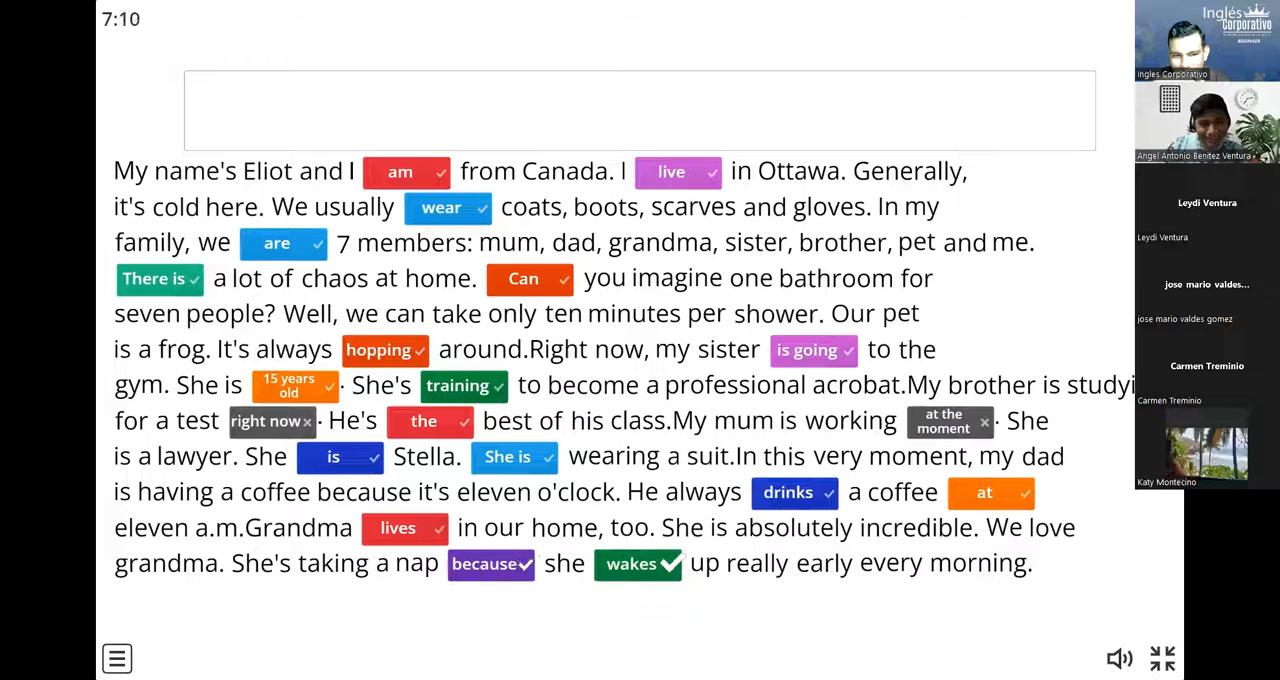 7:10
Inglés
Corporativo
BEGINNER
Ingles Corporativo
Angel Antonio Benitez Ventura
Leydi Ventura
Leydi Ventura
jose mario valdes...
jose mario valdes gomez
Carmen Treminio
Carmen Treminio
Katy Montecino
My name's Eliot and I am from Canada. I live in Ottawa. Generally,
it's cold here. We usually wear coats, boots, scarves and gloves. In my
family, we are 7 members: mum, dad, grandma, sister, brother, pet and me.
There is a lot of chaos at home. Can you imagine one bathroom for
seven people? Well, we can take only ten minutes per shower. Our pet
is a frog. It's always hopping around.Right now, my sister is going to the
gym. She is 15 years old. She's training to become a professional acrobat.My brother is studyi
for a test right now. He's the best of his class.My mum is working at the moment. She
is a lawyer. She is Stella. She is wearing a suit.In this very moment, my dad
is having a coffee because it's eleven o'clock. He always drinks a coffee at
eleven a.m.Grandma lives in our home, too. She is absolutely incredible. We love
grandma. She's taking a nap because she wakes up really early every morning.